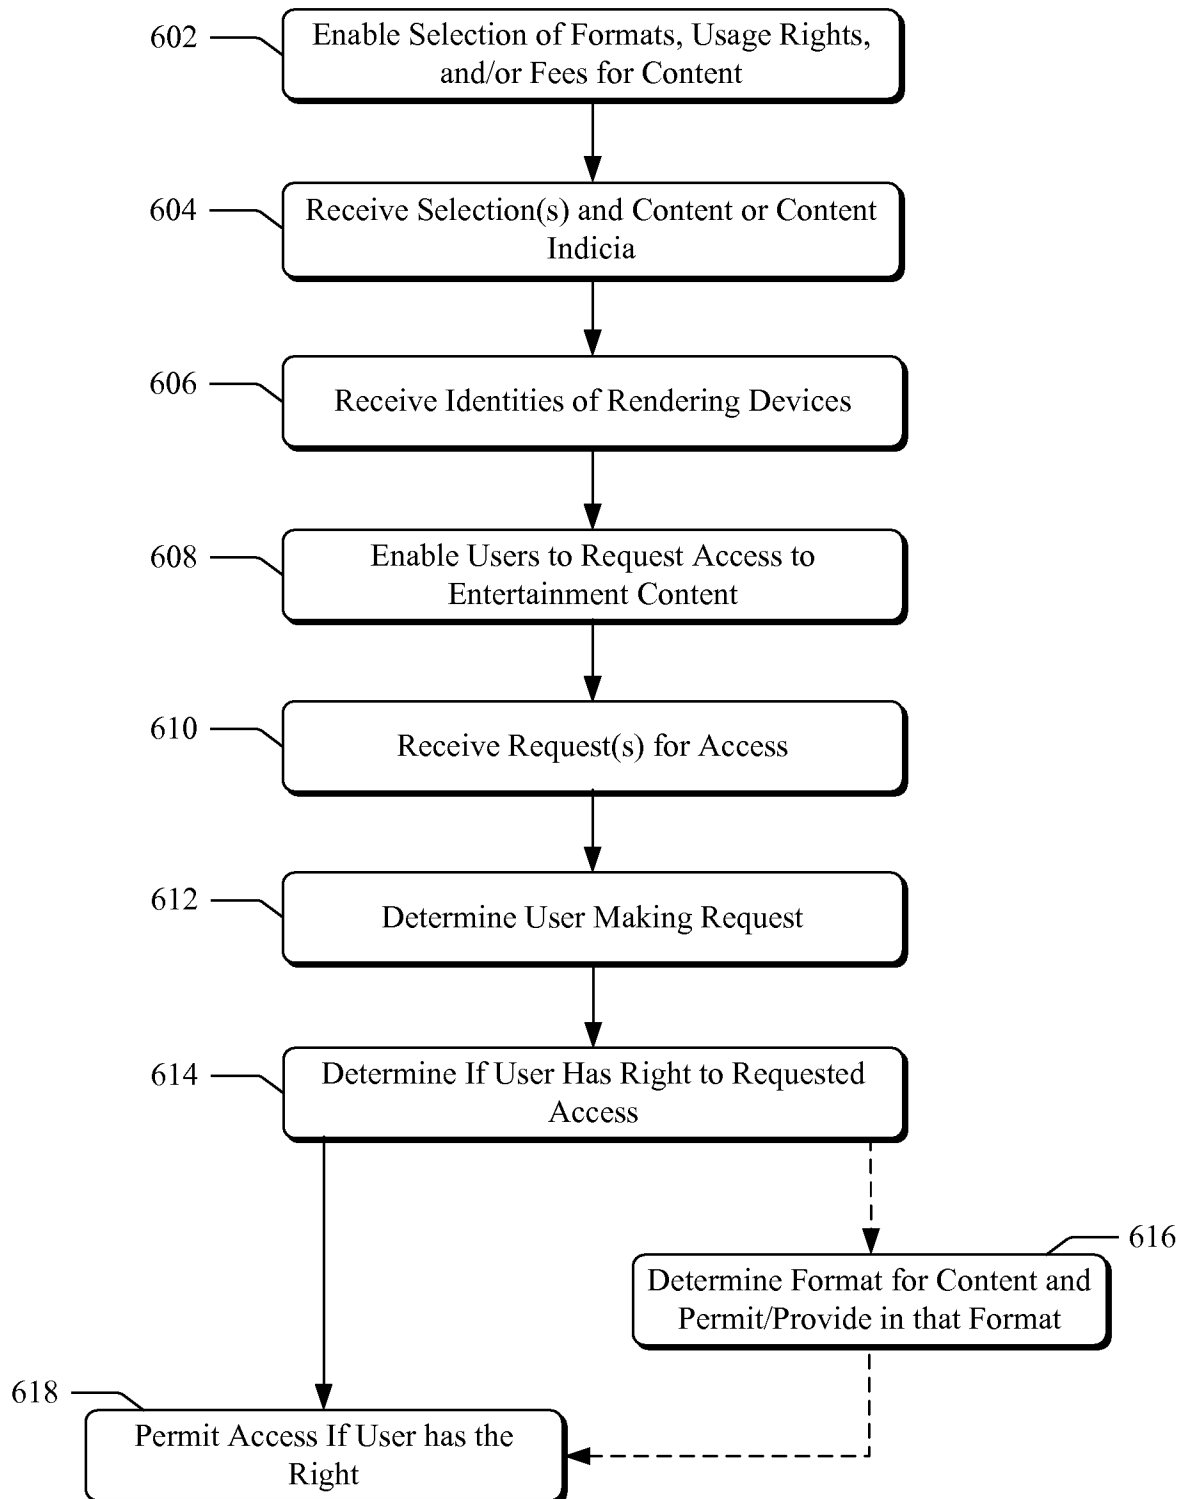 602
Enable Selection of Formats, Usage Rights,
and/or Fees for Content
604
Receive Selection(s) and Content or Content
Indicia
606
Receive Identities of Rendering Devices
608
Enable Users to Request Access to
Entertainment Content
610
Receive Request(s) for Access
612
Determine User Making Request
614
Determine If User Has Right to Requested
Access
616
Determine Format for Content and
Permit/Provide in that Format
618
Permit Access If User has the
Right